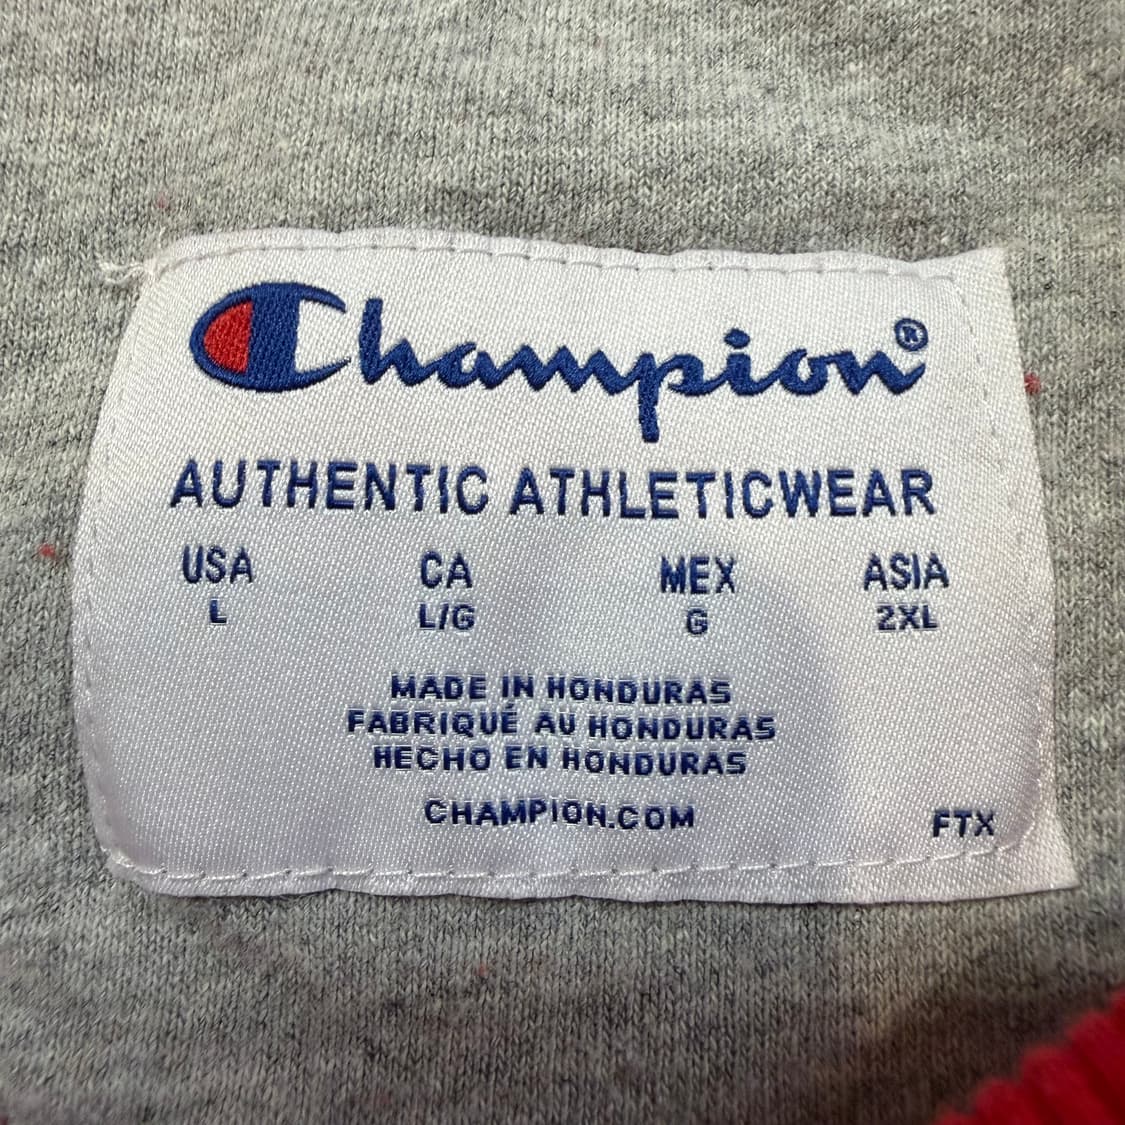 Champion®
AUTHENTIC ATHLETICWEAR
USA CA MEX ASIA
L L/G G 2XL
MADE IN HONDURAS
FABRIQUÉ AU HONDURAS
HECHO EN HONDURAS
CHAMPION.COM
FTX